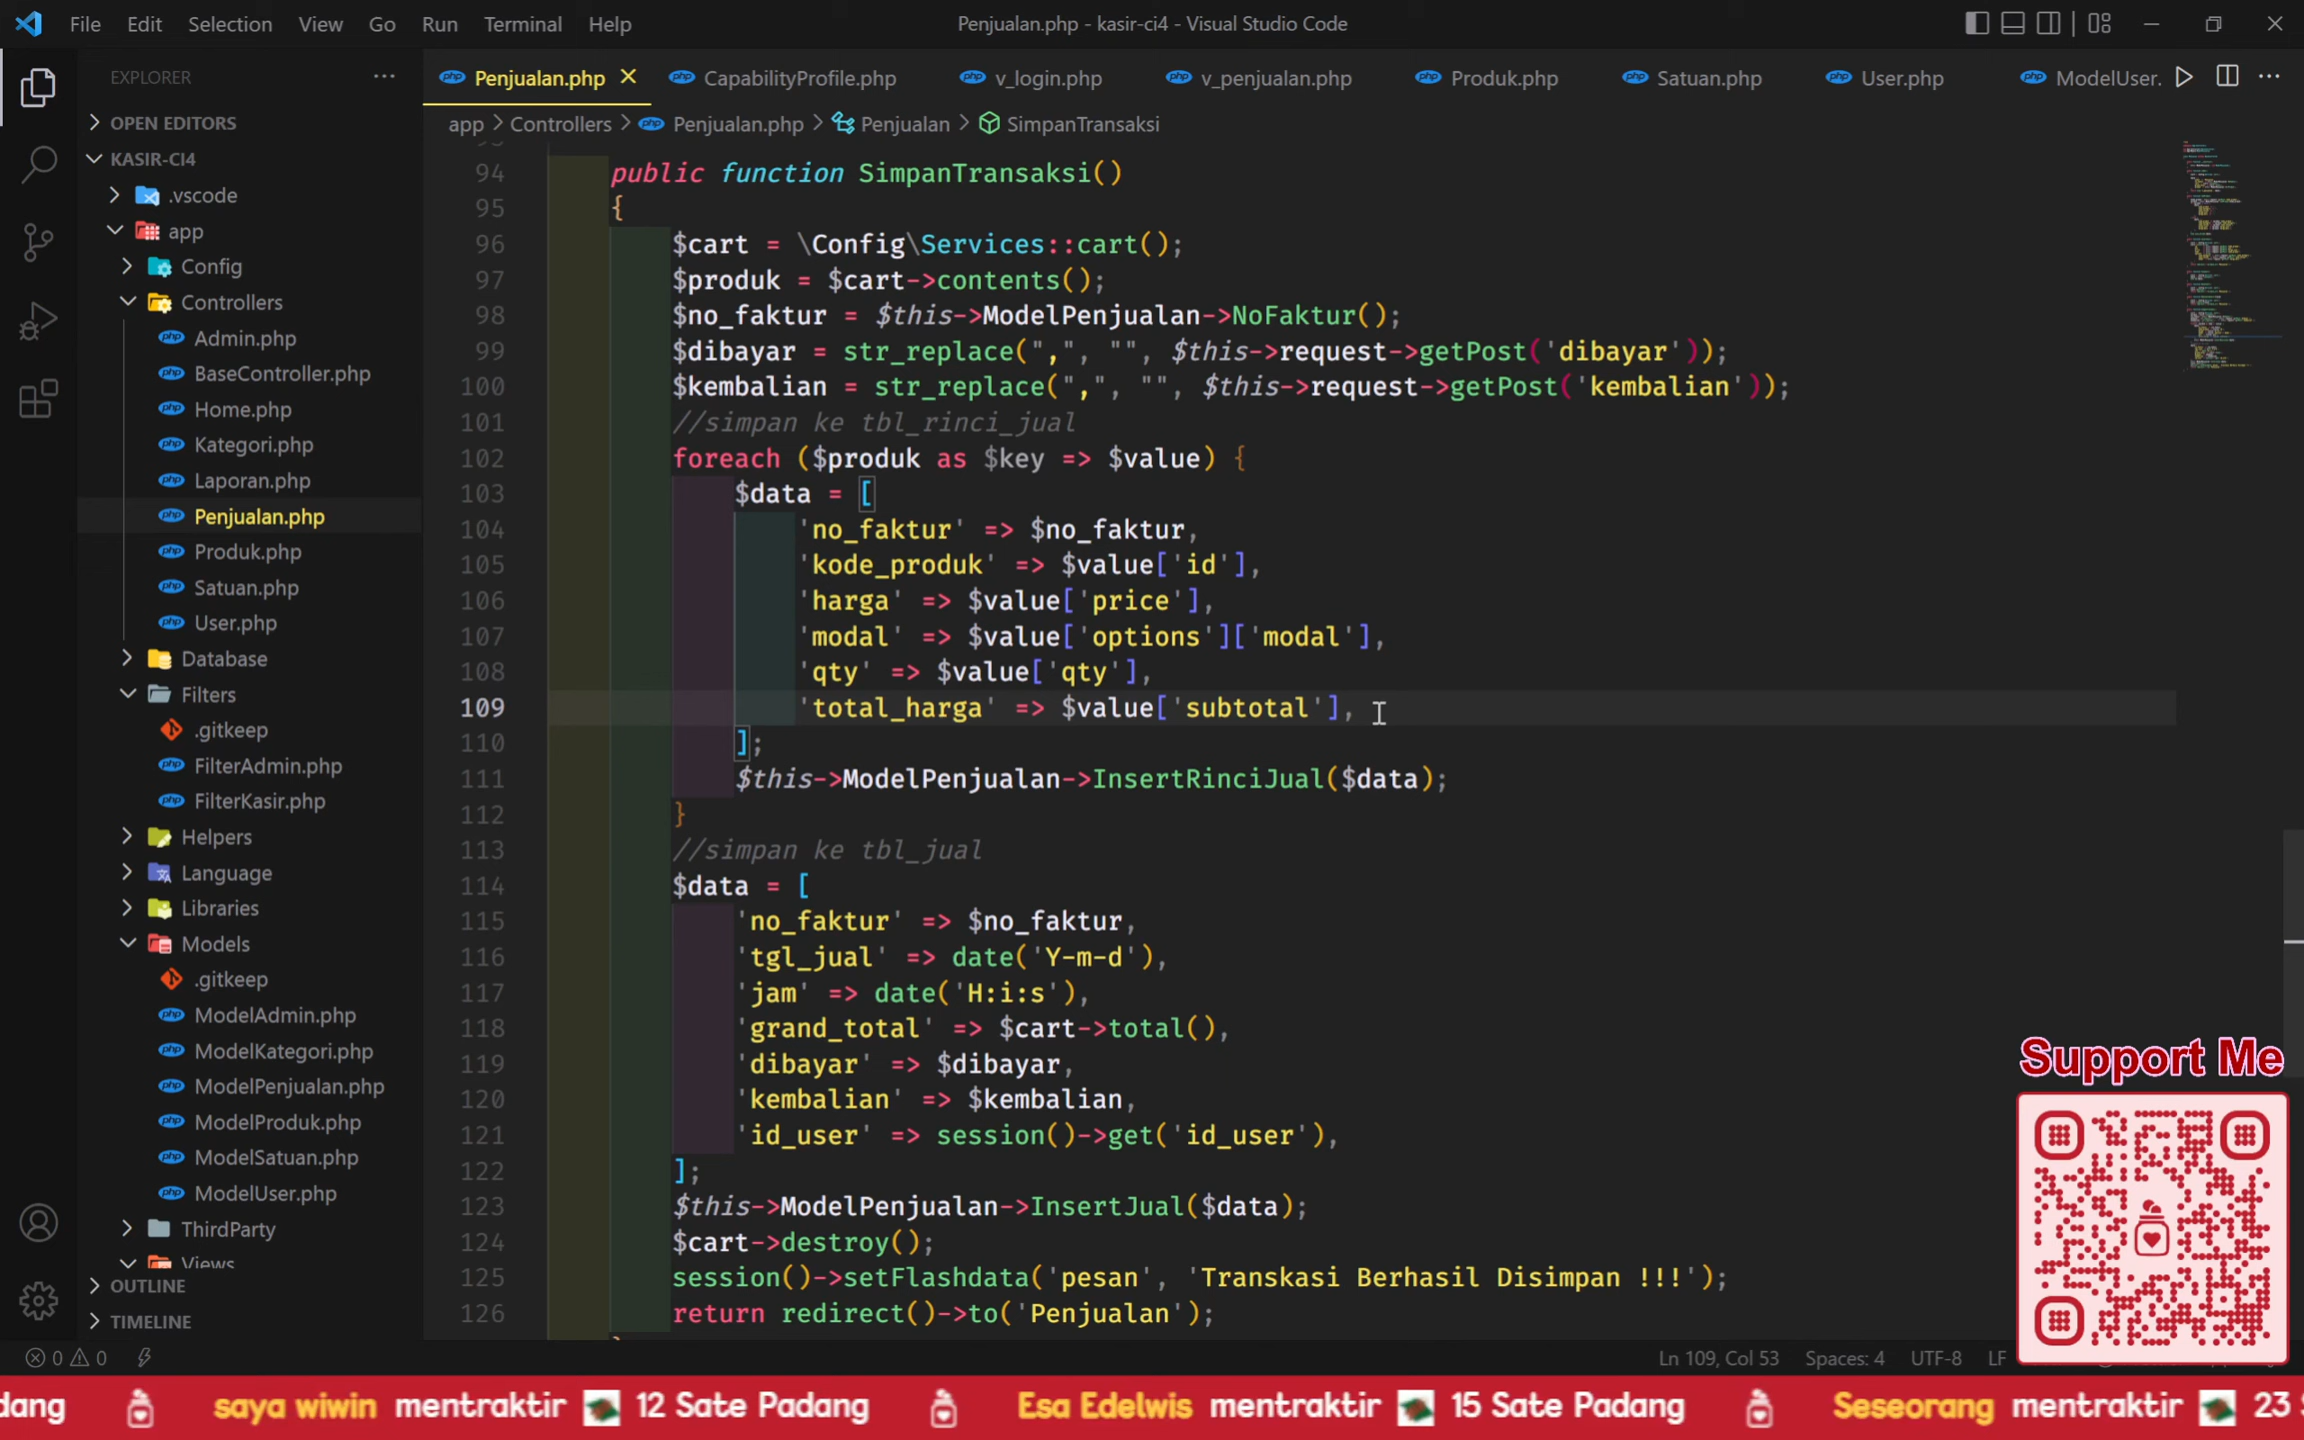 File Edit Selection View Go Run Terminal Help
Penjualan.php - kasir-ci4 - Visual Studio Code
EXPLORER
OPEN EDITORS
KASIR-CI4
.vscode
app
Config
Controllers
Admin.php
BaseController.php
Home.php
Kategori.php
Laporan.php
Penjualan.php
Produk.php
Satuan.php
User.php
Database
Filters
.gitkeep
FilterAdmin.php
FilterKasir.php
Helpers
Language
Libraries
Models
.gitkeep
ModelAdmin.php
ModelKategori.php
ModelPenjualan.php
ModelProduk.php
ModelSatuan.php
ModelUser.php
ThirdParty
Views
OUTLINE
TIMELINE
Penjualan.php CapabilityProfile.php v_login.php v_penjualan.php Produk.php Satuan.php User.php ModelUser.
app > Controllers > Penjualan.php > Penjualan > SimpanTransaksi
94 public function SimpanTransaksi()
95 {
96 $cart = \Config\Services::cart();
97 $produk = $cart->contents();
98 $no_faktur = $this->ModelPenjualan->NoFaktur();
99 $dibayar = str_replace(",", "", $this->request->getPost('dibayar'));
100 $kembalian = str_replace(",", "", $this->request->getPost('kembalian'));
101 //simpan ke tbl_rinci_jual
102 foreach ($produk as $key => $value) {
103 $data = [
104 'no_faktur' => $no_faktur,
105 'kode_produk' => $value['id'],
106 'harga' => $value['price'],
107 'modal' => $value['options']['modal'],
108 'qty' => $value['qty'],
109 'total_harga' => $value['subtotal'],
110 ];
111 $this->ModelPenjualan->InsertRinciJual($data);
112 }
113 //simpan ke tbl_jual
114 $data = [
115 'no_faktur' => $no_faktur,
116 'tgl_jual' => date('Y-m-d'),
117 'jam' => date('H:i:s'),
118 'grand_total' => $cart->total(),
119 'dibayar' => $dibayar,
120 'kembalian' => $kembalian,
121 'id_user' => session()->get('id_user'),
122 ];
123 $this->ModelPenjualan->InsertJual($data);
124 $cart->destroy();
125 session()->setFlashdata('pesan', 'Transkasi Berhasil Disimpan !!!');
126 return redirect()->to('Penjualan');
Support Me
0 0
Ln 109, Col 53 Spaces: 4 UTF-8 LF
dang saya wiwin mentraktir 12 Sate Padang Esa Edelwis mentraktir 15 Sate Padang Seseorang mentraktir 23